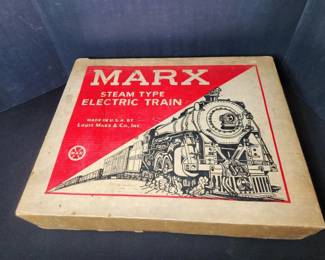 MARX
STEAM TYPE
ELECTRIC TRAIN
MADE IN U.S.A. BY
LOUIS MARX & CO., INC.